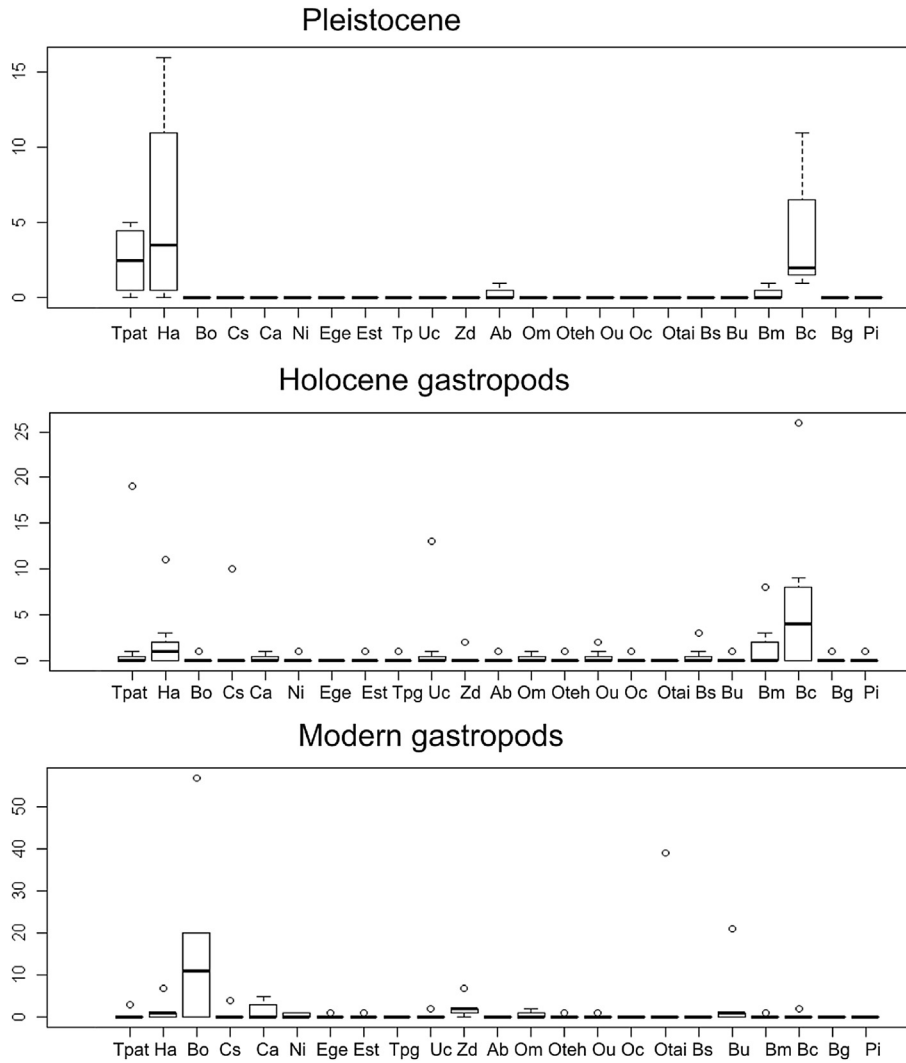 Pleistocene
15
10
5
0
Tpat Ha Bo Cs Ca Ni Ege Est Tp Uc Zd Ab Om Oteh Ou Oc Otai Bs Bu Bm Bc Bg Pi
Holocene gastropods
25
20
15
10
5
0
Tpat Ha Bo Cs Ca Ni Ege Est Tpg Uc Zd Ab Om Oteh Ou Oc Otai Bs Bu Bm Bc Bg Pi
Modern gastropods
50
40
30
20
10
0
Tpat Ha Bo Cs Ca Ni Ege Est Tpg Uc Zd Ab Om Oteh Ou Oc Otai Bs Bu Bm Bc Bg Pi